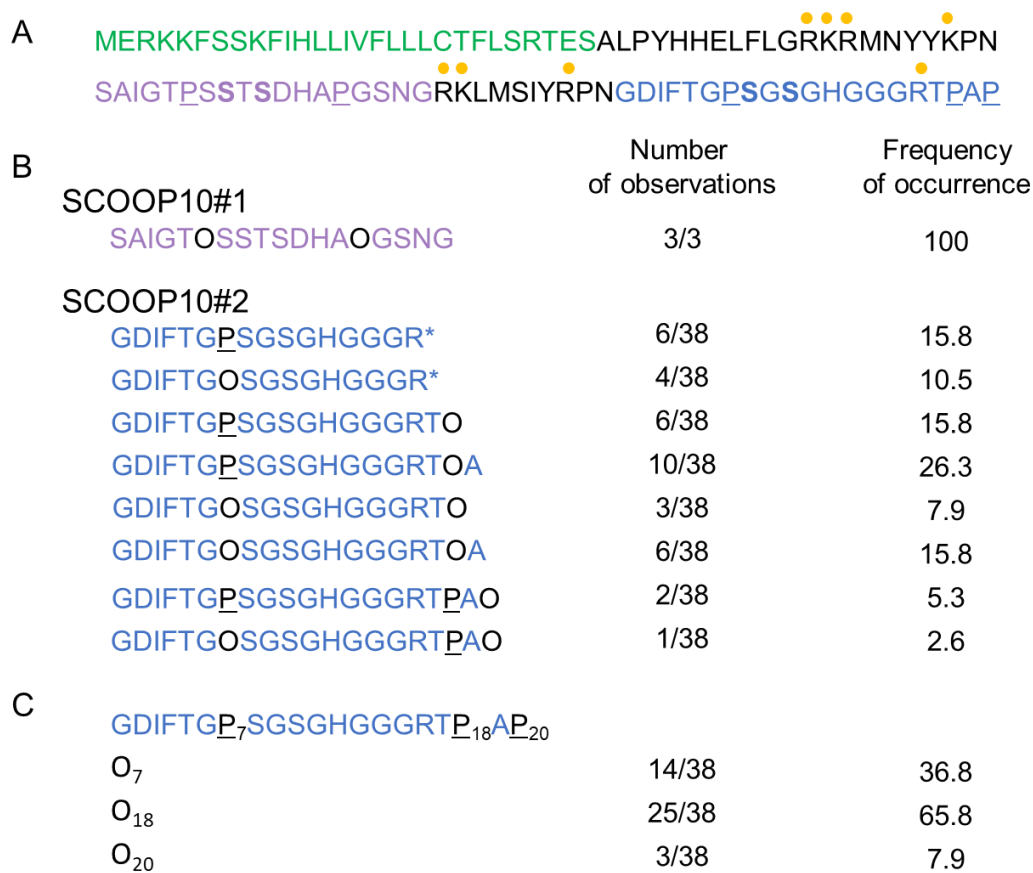 A
MERKKFSSKFIHLLIVFLLLCTFLSRTESALPYHHELFLGRKRMNYYKPN
SAIGTPSSSTSDHAPGSNGRKLMSIYRPNGDIFTGPSGSGHGGGRTPAP
B
Number of observations
Frequency of occurrence
SCOOP10#1
SAIGTOSSTSDHAOGSNG 3/3 100
SCOOP10#2
GDIFTGPSGSGHGGGR* 6/38 15.8
GDIFTGOSGSGHGGGR* 4/38 10.5
GDIFTGPSGSGHGGGRTO 6/38 15.8
GDIFTGPSGSGHGGGRTOA 10/38 26.3
GDIFTGOSGSGHGGGRTO 3/38 7.9
GDIFTGOSGSGHGGGRTOA 6/38 15.8
GDIFTGPSGSGHGGGRTPAO 2/38 5.3
GDIFTGOSGSGHGGGRTPAO 1/38 2.6
C
GDIFTGP7SGSGHGGGRTP18AP20
O7 14/38 36.8
O18 25/38 65.8
O20 3/38 7.9